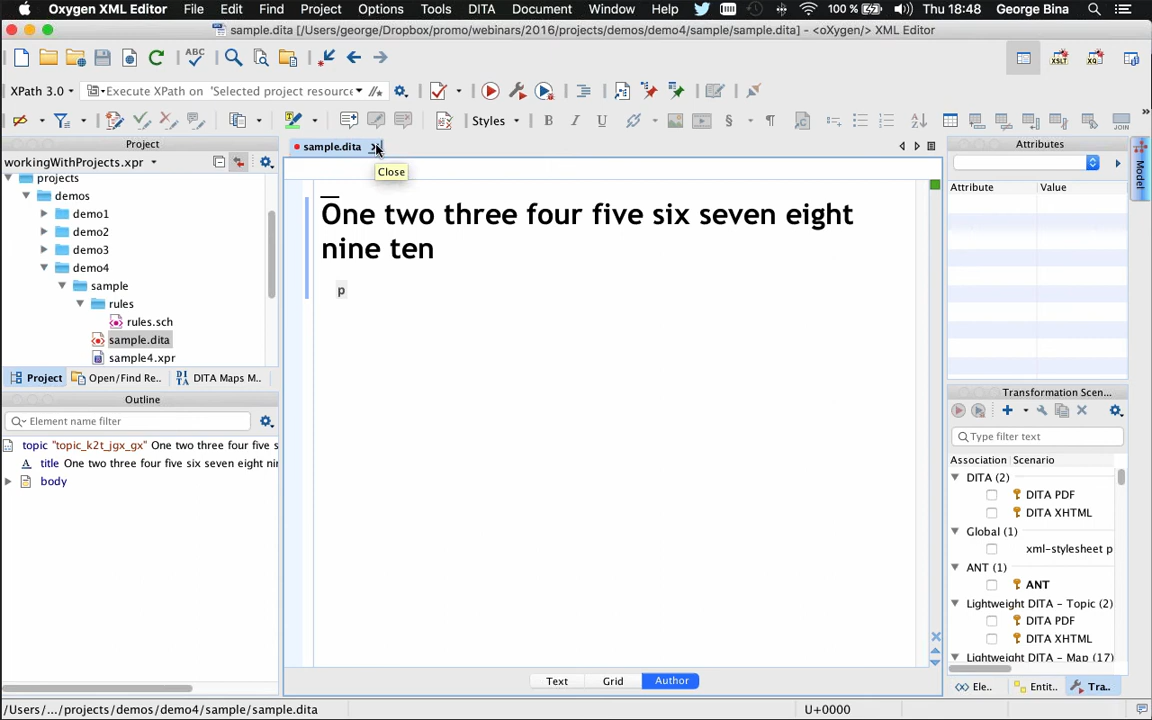 Oxygen XML Editor File Edit Find Project Options Tools DITA Document Window Help 100% Thu 18:48 George Bina
sample.dita [/Users/george/Dropbox/promo/webinars/2016/projects/demos/demo4/sample/sample.dita] - <oXygen/> XML Editor
XPath 3.0 Execute XPath on 'Selected project resource
Styles B I U § ¶
Project
workingWithProjects.xpr
projects
demos
demo1
demo2
demo3
demo4
sample
rules
rules.sch
sample.dita
sample4.xpr
Project Open/Find Re.. DITA Maps M..
Outline
Element name filter
topic "topic_k2t_jgx_gx" One two three four five s
title One two three four five six seven eight nin
body
sample.dita
Close
One two three four five six seven eight
nine ten
p
Text Grid Author
Attributes
Attribute Value
Model
Transformation Scen...
Type filter text
Association Scenario
DITA (2)
DITA PDF
DITA XHTML
Global (1)
xml-stylesheet p
ANT (1)
ANT
Lightweight DITA - Topic (2)
DITA PDF
DITA XHTML
Lightweight DITA - Map (17)
Ele.. Entit.. Tra..
/Users/.../projects/demos/demo4/sample/sample.dita U+0000